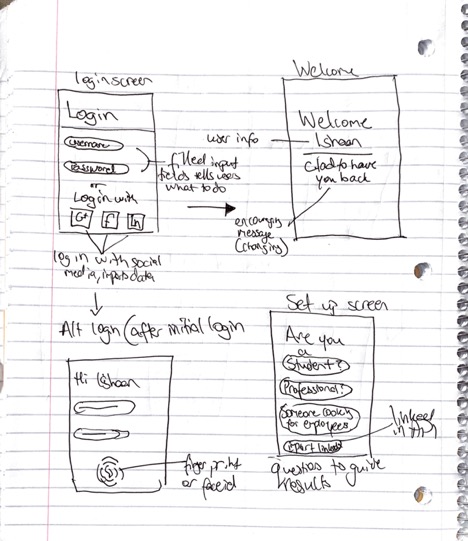 login screen
Login
username
password
or
Login with
G+ f in
filled input
fields tells users
what to do
log in with social
media, inputs data
Welcome
Welcome
Ishaan
Glad to have
you back
user info
encouraging
message
(changing)
Alt login (after initial login
Hi Ishaan
finger print
or faceid
Set up screen
Are you
a
Student?
Professional?
Someone looking
for employees
import linkedin
linked
in
questions to guide
results